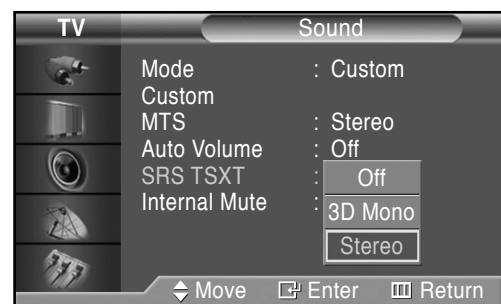 TV Sound
Mode : Custom
Custom
MTS : Stereo
Auto Volume : Off
SRS TSXT : Off
Internal Mute : 3D Mono
Stereo
Move Enter Return